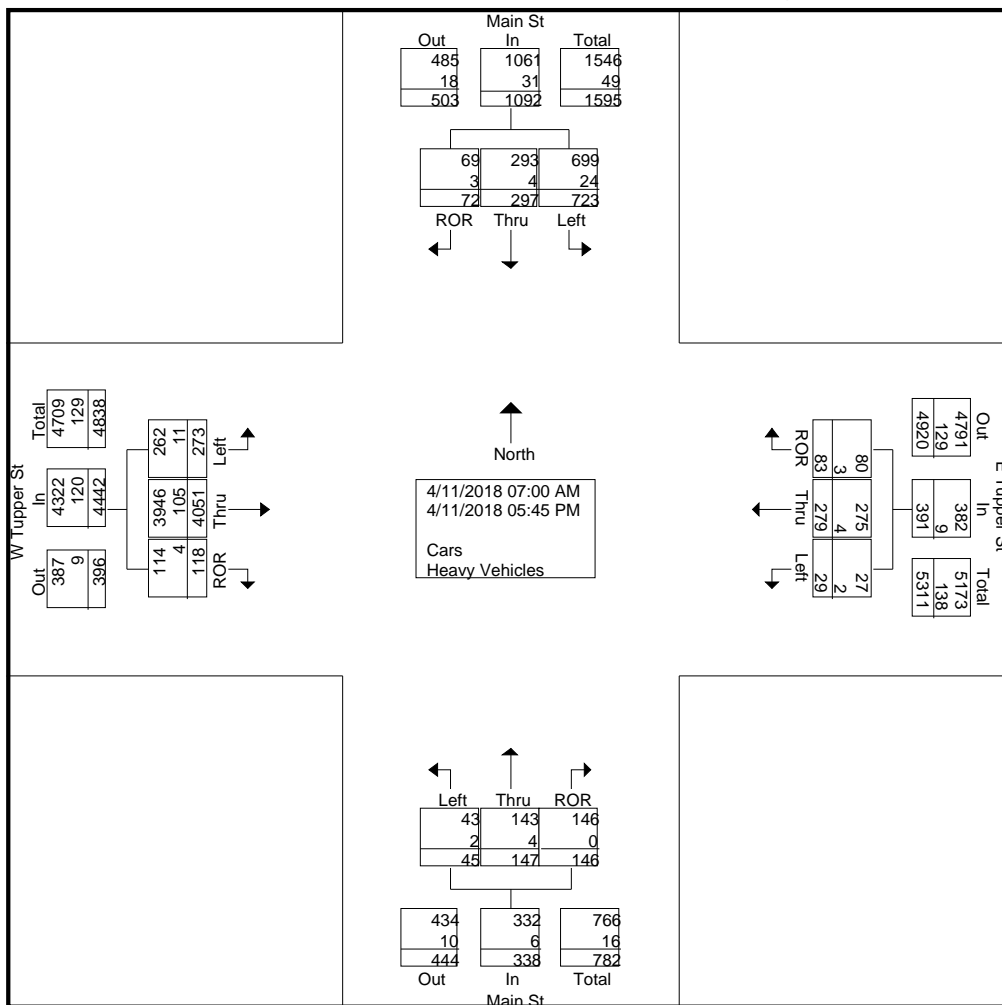 Main St
Out In Total
485 1061 1546
18 31 49
503 1092 1595
69 293 699
3 4 24
72 297 723
ROR Thru Left
W Tupper St
Total In Out
4709 4322 387
129 120 9
4838 4442 396
262 3946 114
11 105 4
273 4051 118
Left Thru ROR
North
4/11/2018 07:00 AM
4/11/2018 05:45 PM
Cars
Heavy Vehicles
ROR Thru Left
80 275 27
3 4 2
83 279 29
Out In Total
4791 382 5173
129 9 138
4920 391 5311
E Tupper St
Left Thru ROR
43 143 146
2 4 0
45 147 146
434 332 766
10 6 16
444 338 782
Out In Total
Main St